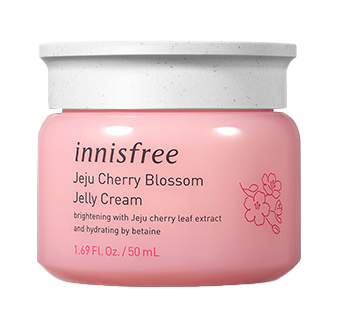 innisfree
Jeju Cherry Blossom
Jelly Cream
brightening with Jeju cherry leaf extract
and hydrating by betaine
1.69 Fl. Oz. / 50 mL